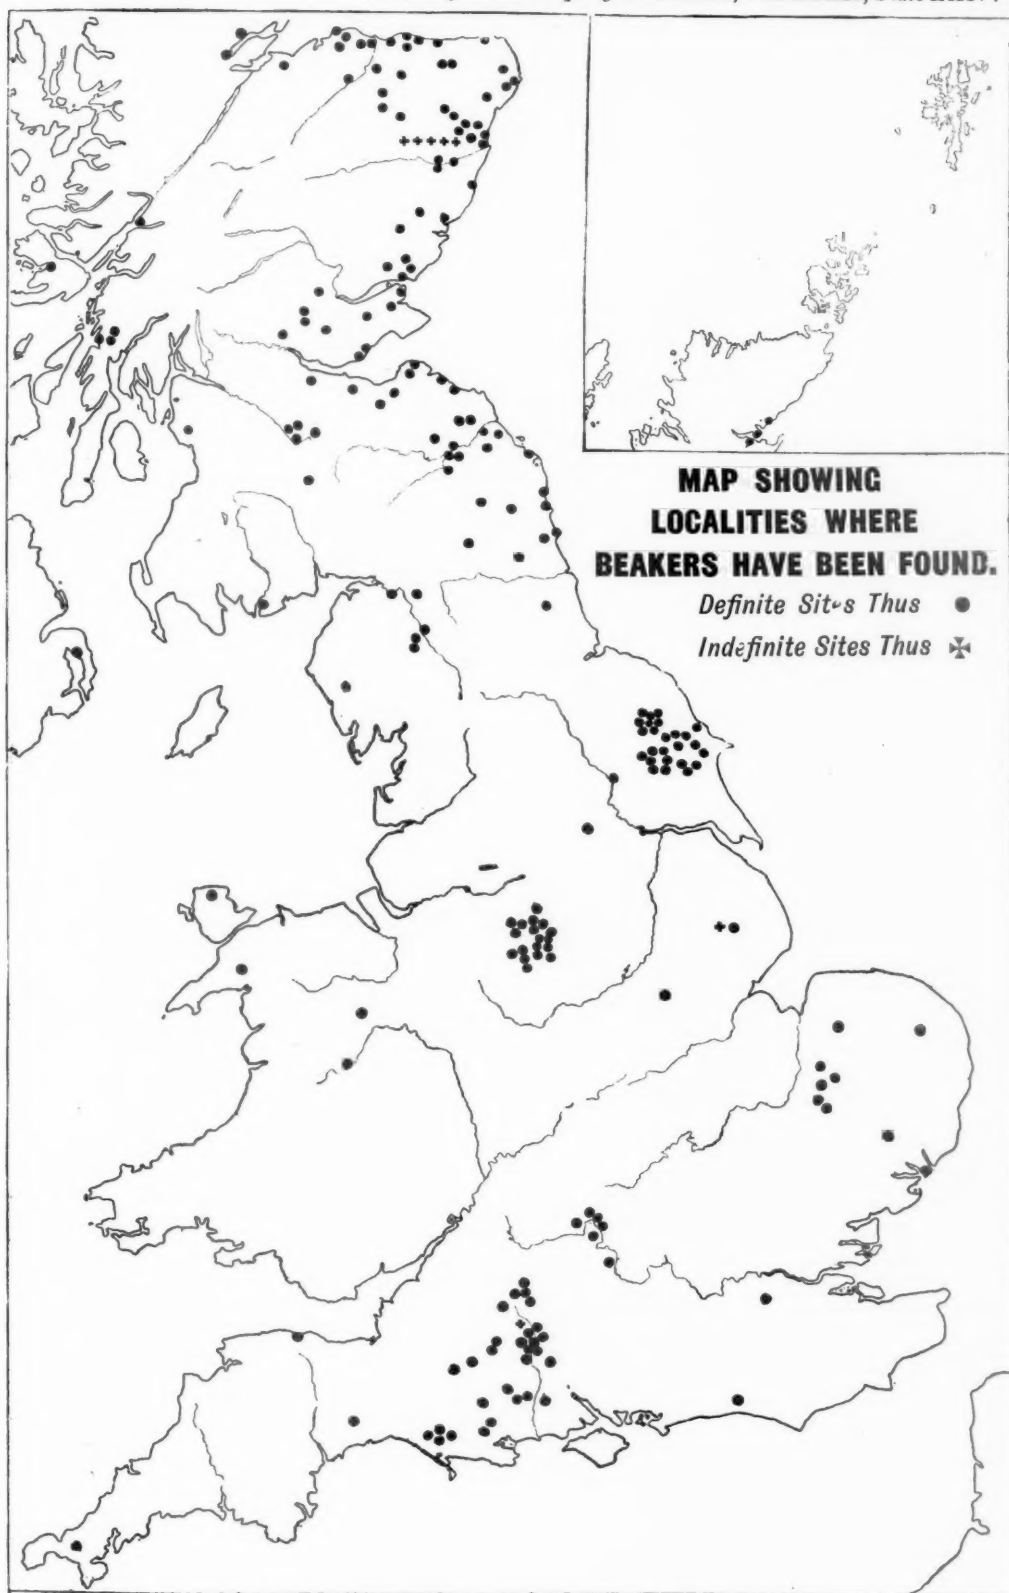 MAP SHOWING
LOCALITIES WHERE
BEAKERS HAVE BEEN FOUND.
Definite Sites Thus
Indefinite Sites Thus